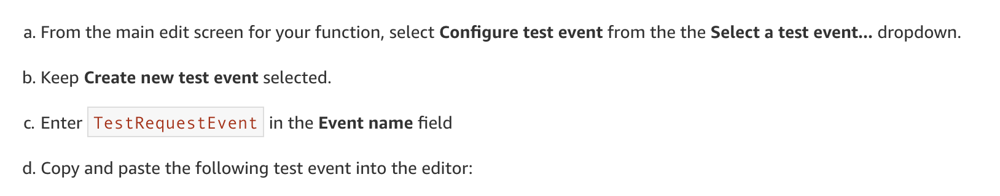 a. From the main edit screen for your function, select Configure test event from the the Select a test event... dropdown.
b. Keep Create new test event selected.
c. Enter TestRequestEvent in the Event name field
d. Copy and paste the following test event into the editor: